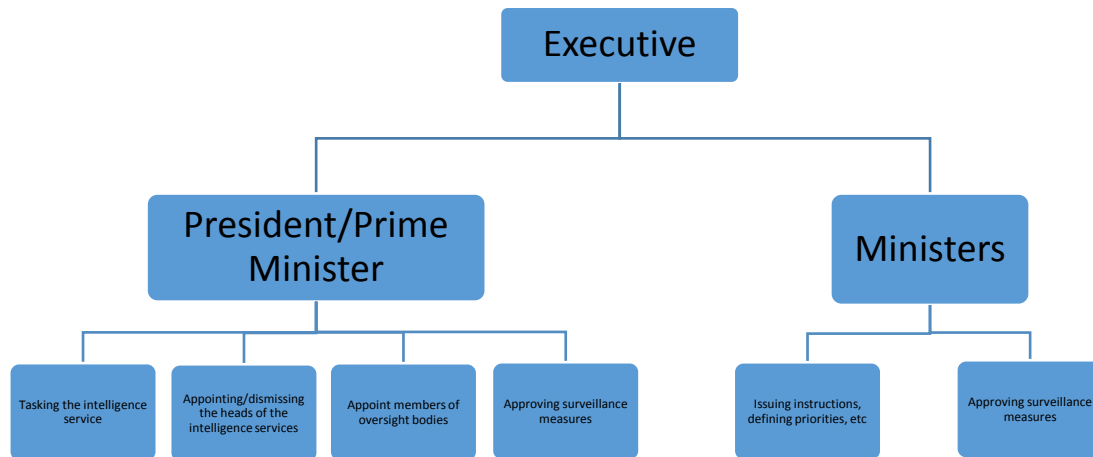 Executive
President/Prime
Minister
Ministers
Tasking the intelligence
service
Appointing/dismissing
the heads of the
intelligence services
Appoint members of
oversight bodies
Approving surveillance
measures
Issuing instructions,
defining priorities, etc
Approving surveillance
measures